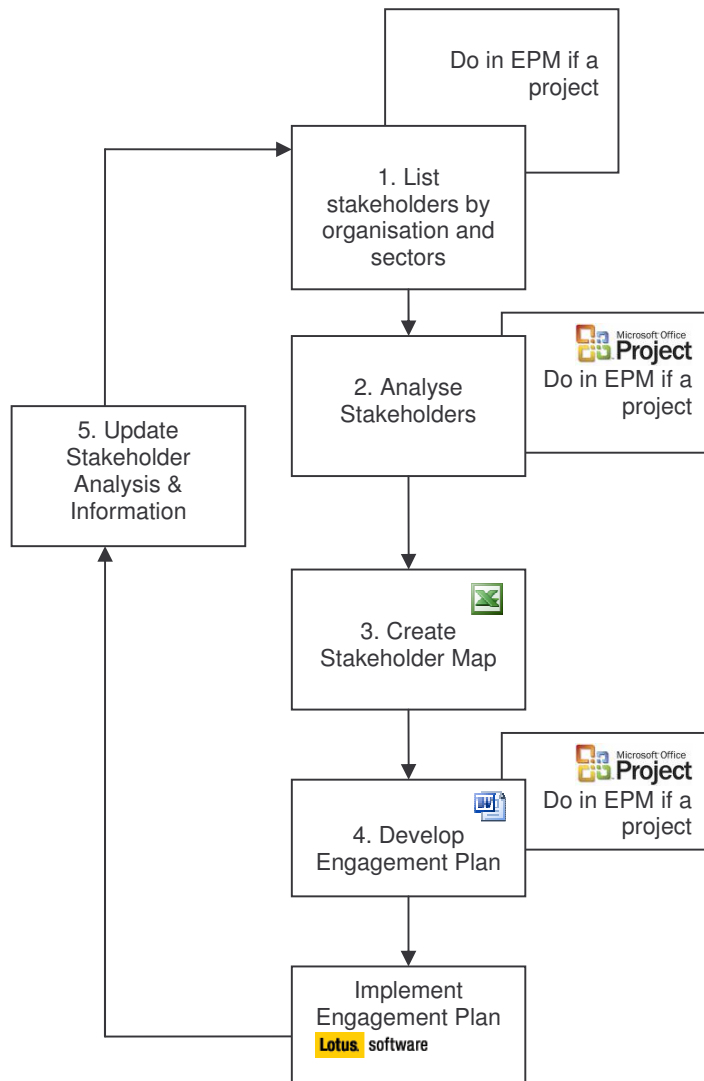 Do in EPM if a
project
1. List
stakeholders by
organisation and
sectors
Microsoft Office
Project
Do in EPM if a
project
2. Analyse
Stakeholders
5. Update
Stakeholder
Analysis &
Information
3. Create
Stakeholder Map
Microsoft Office
Project
Do in EPM if a
project
4. Develop
Engagement Plan
Implement
Engagement Plan
Lotus. software